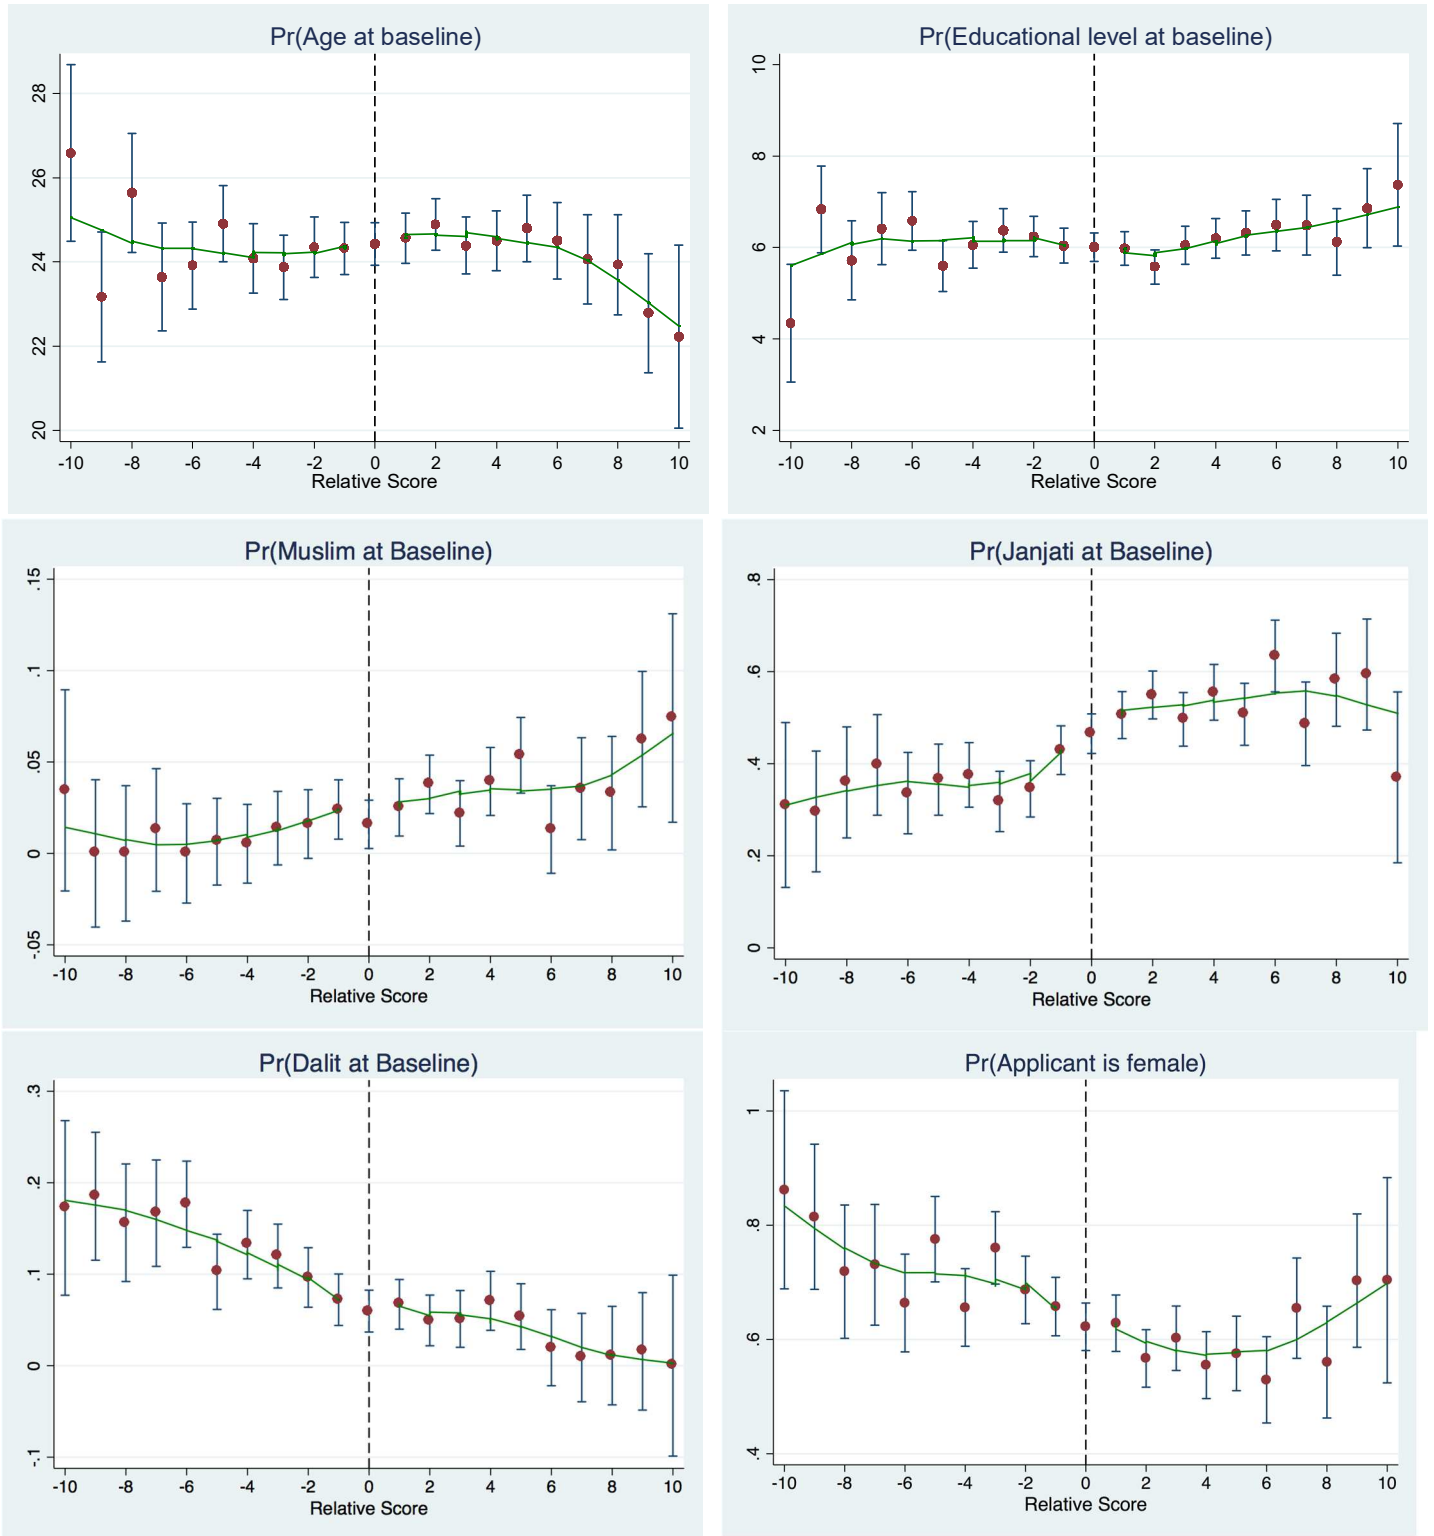 Pr(Age at baseline)
28
26
24
22
20
-10 -8 -6 -4 -2 0 2 4 6 8 10
Relative Score
Pr(Educational level at baseline)
10
8
6
4
2
-10 -8 -6 -4 -2 0 2 4 6 8 10
Relative Score
Pr(Muslim at Baseline)
.15
.1
.05
0
-.05
-10 -8 -6 -4 -2 0 2 4 6 8 10
Relative Score
Pr(Janjati at Baseline)
.8
.6
.4
.2
0
-10 -8 -6 -4 -2 0 2 4 6 8 10
Relative Score
Pr(Dalit at Baseline)
.3
.2
.1
0
-.1
-10 -8 -6 -4 -2 0 2 4 6 8 10
Relative Score
Pr(Applicant is female)
1
.8
.6
.4
-10 -8 -6 -4 -2 0 2 4 6 8 10
Relative Score